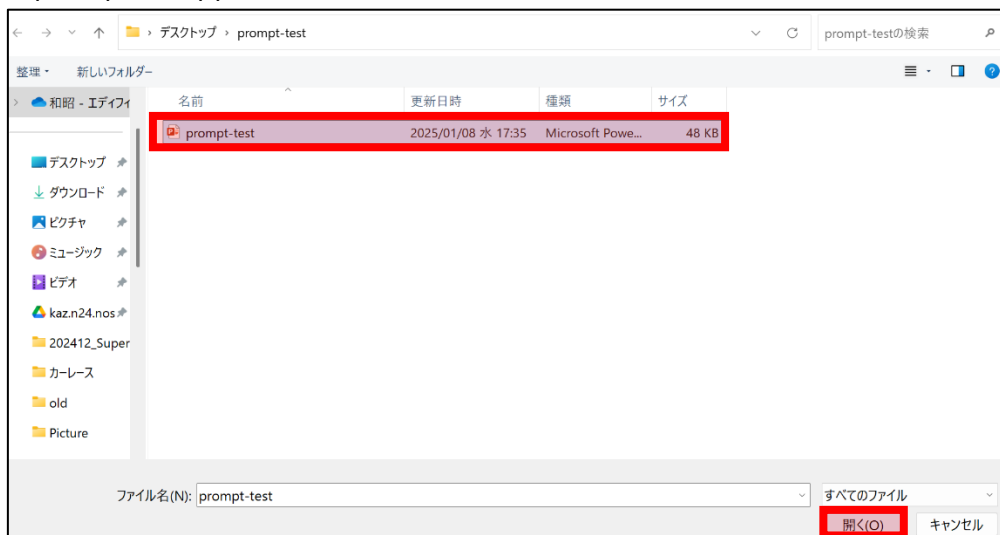 デスクトップ › prompt-test prompt-testの検索
整理 新しいフォルダー
和昭 - エディフィ 名前 更新日時 種類 サイズ
prompt-test 2025/01/08 水 17:35 Microsoft Powe... 48 KB
デスクトップ
ダウンロード
ピクチャ
ミュージック
ビデオ
kaz.n24.nos
202412_Super
カーレース
old
Picture
ファイル名(N): prompt-test すべてのファイル
開く(O) キャンセル